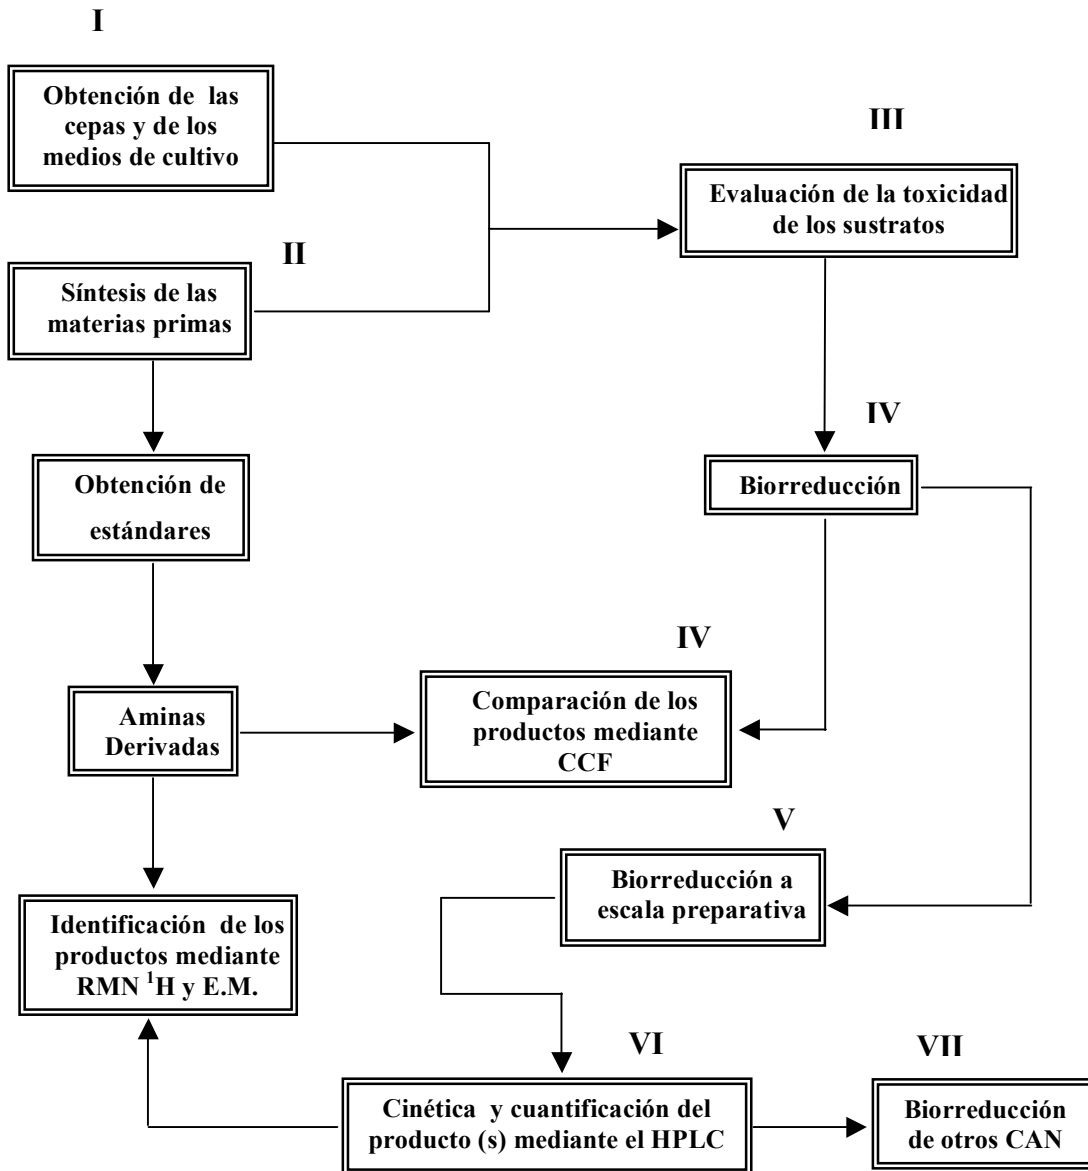 I
Obtención de las
cepas y de los
medios de cultivo
III
Evaluación de la toxicidad
de los sustratos
II
Síntesis de las
materias primas
IV
Obtención de
estándares
Biorreducción
IV
Aminas
Derivadas
Comparación de los
productos mediante
CCF
V
Biorreducción a
escala preparativa
Identificación de los
productos mediante
RMN ¹H y E.M.
VI
VII
Cinética y cuantificación del
producto (s) mediante el HPLC
Biorreducción
de otros CAN